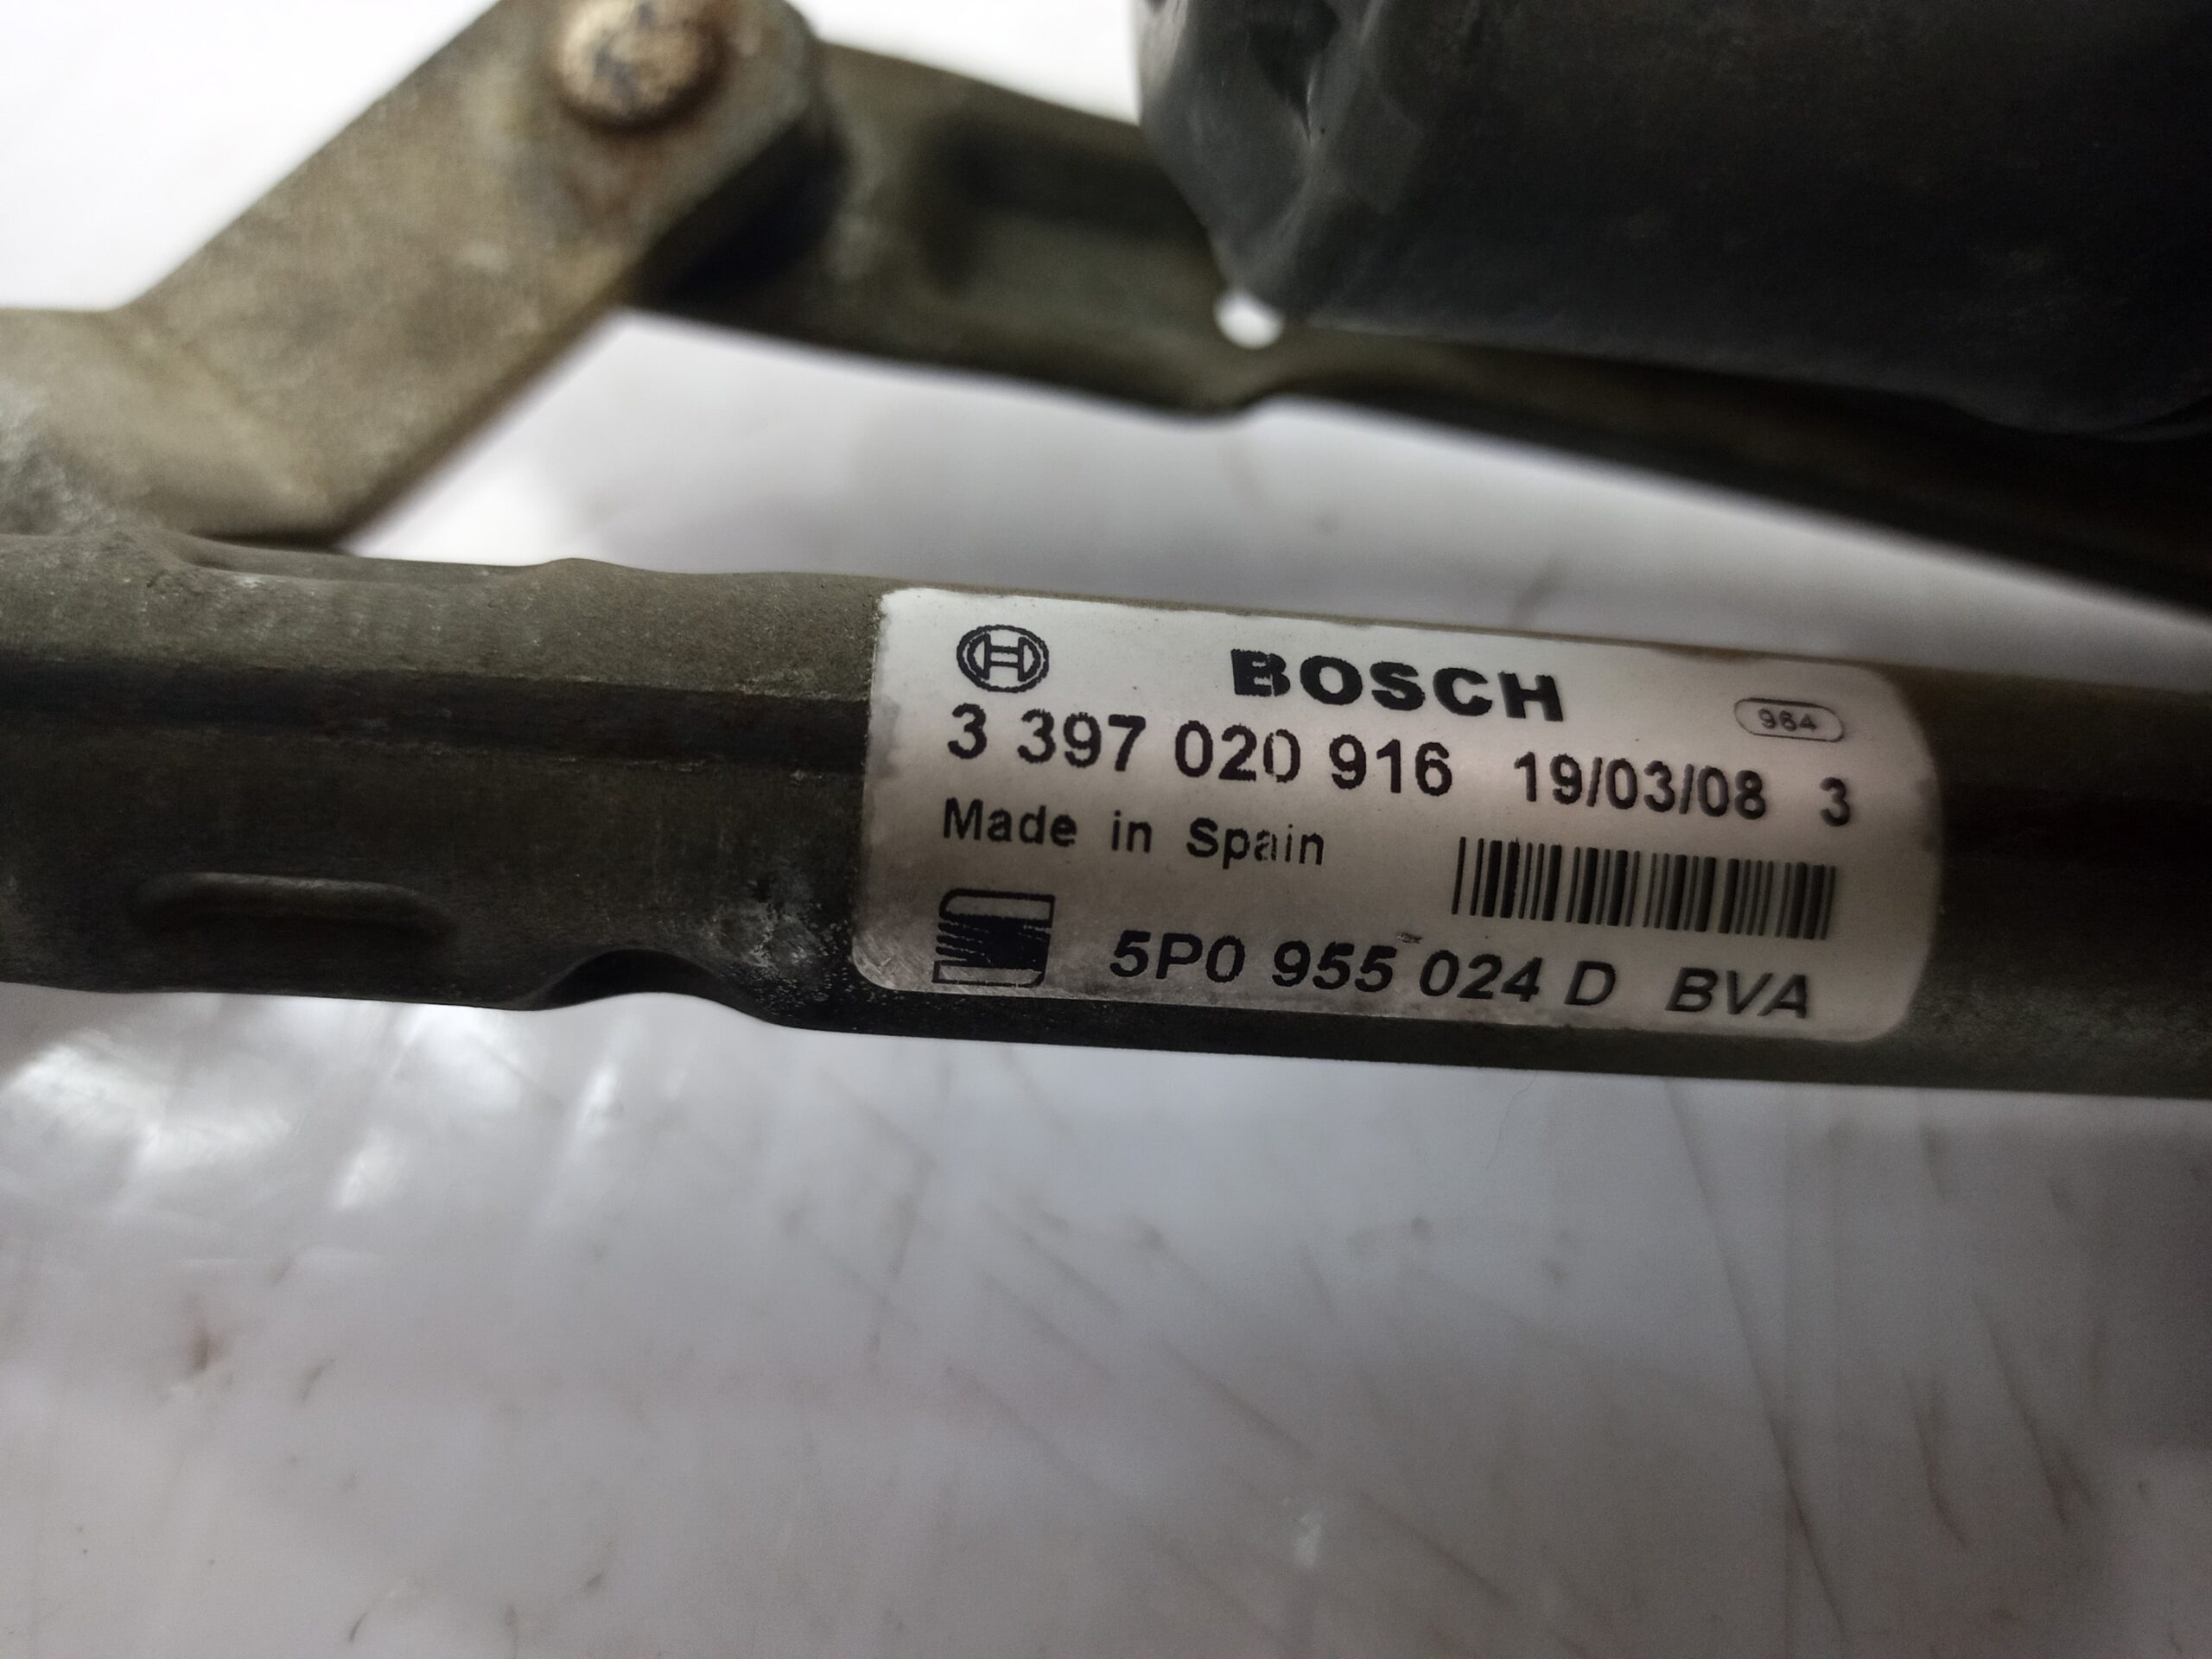 BOSCH
964
3 397 020 916 19/03/08 3
Made in Spain
5P0 955 024 D BVA